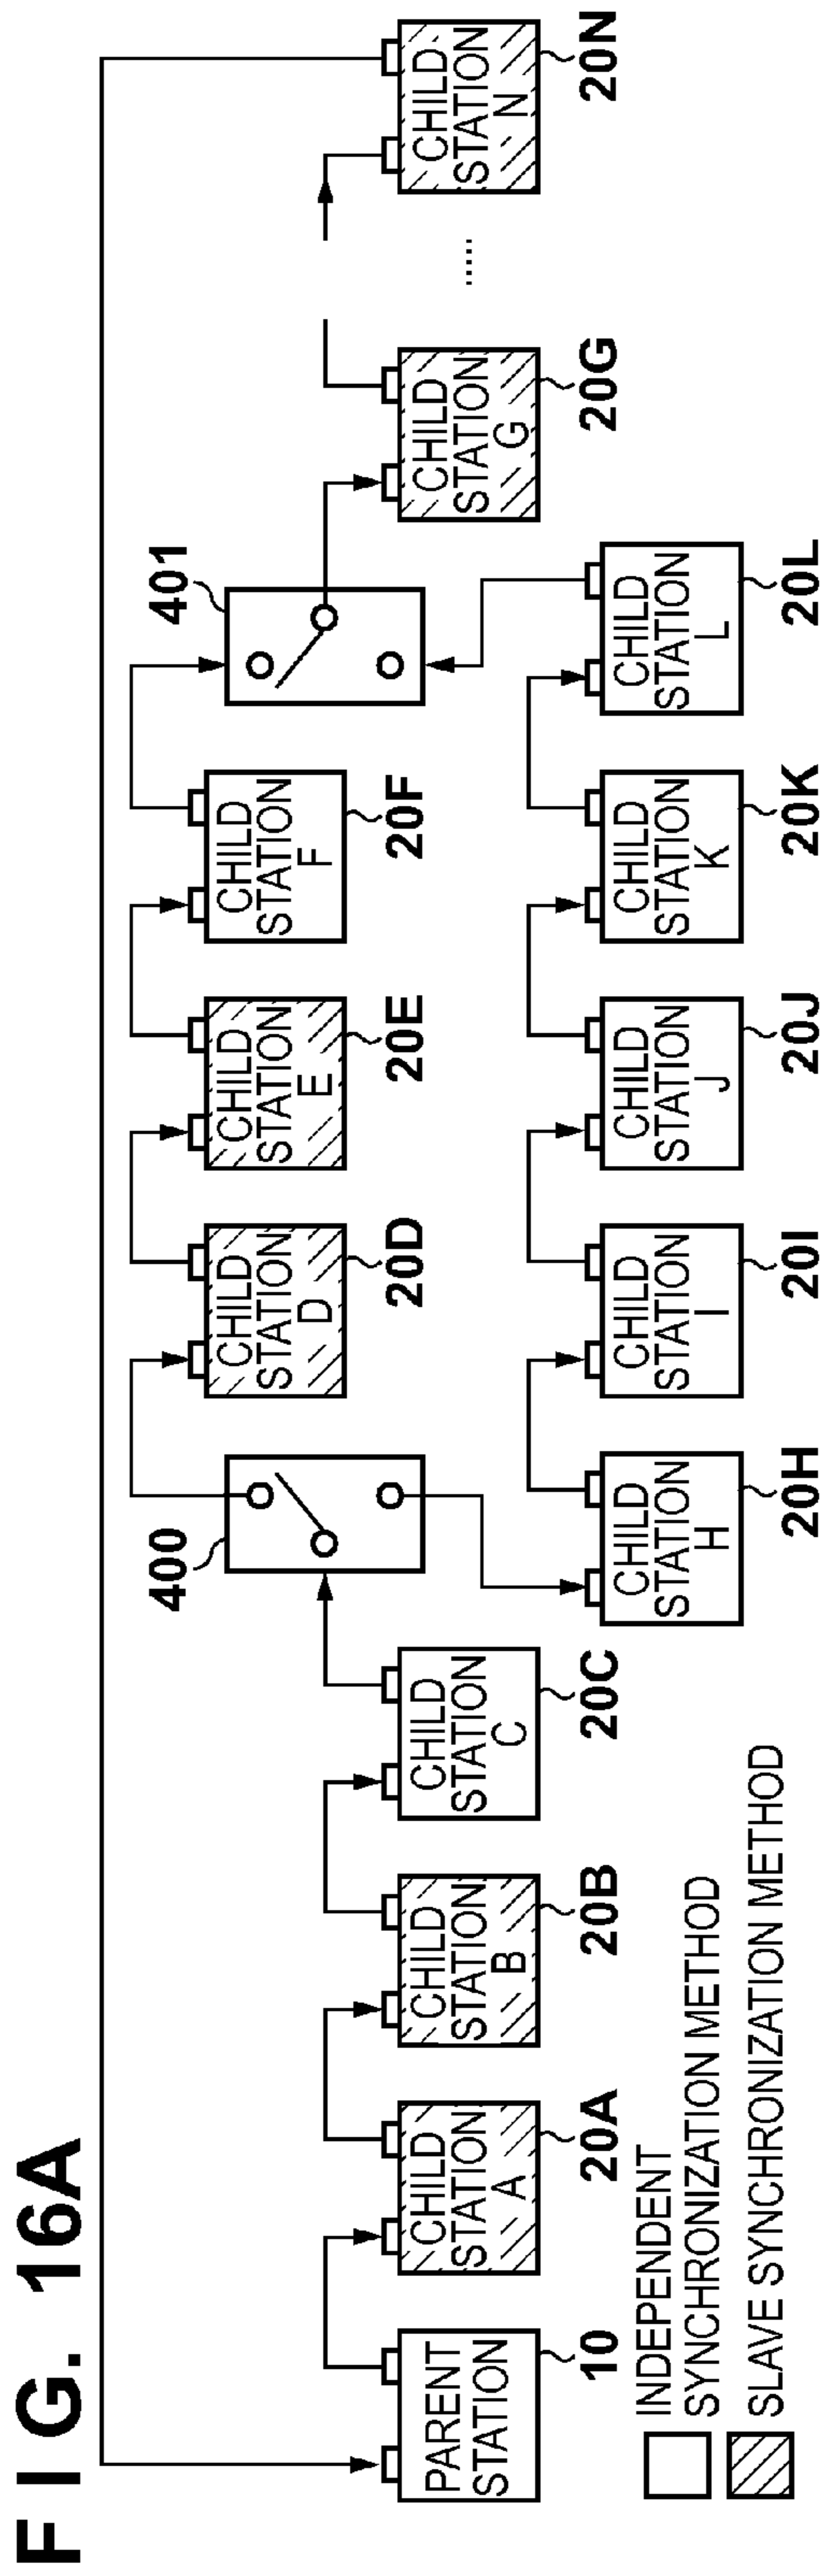 FIG. 16A
PARENT
STATION
10
CHILD
STATION
A
20A
CHILD
STATION
B
20B
CHILD
STATION
C
20C
400
CHILD
STATION
D
20D
CHILD
STATION
E
20E
CHILD
STATION
F
20F
401
CHILD
STATION
H
20H
CHILD
STATION
I
20I
CHILD
STATION
J
20J
CHILD
STATION
K
20K
CHILD
STATION
L
20L
CHILD
STATION
G
20G
......
CHILD
STATION
N
20N
INDEPENDENT
SYNCHRONIZATION METHOD
SLAVE SYNCHRONIZATION METHOD